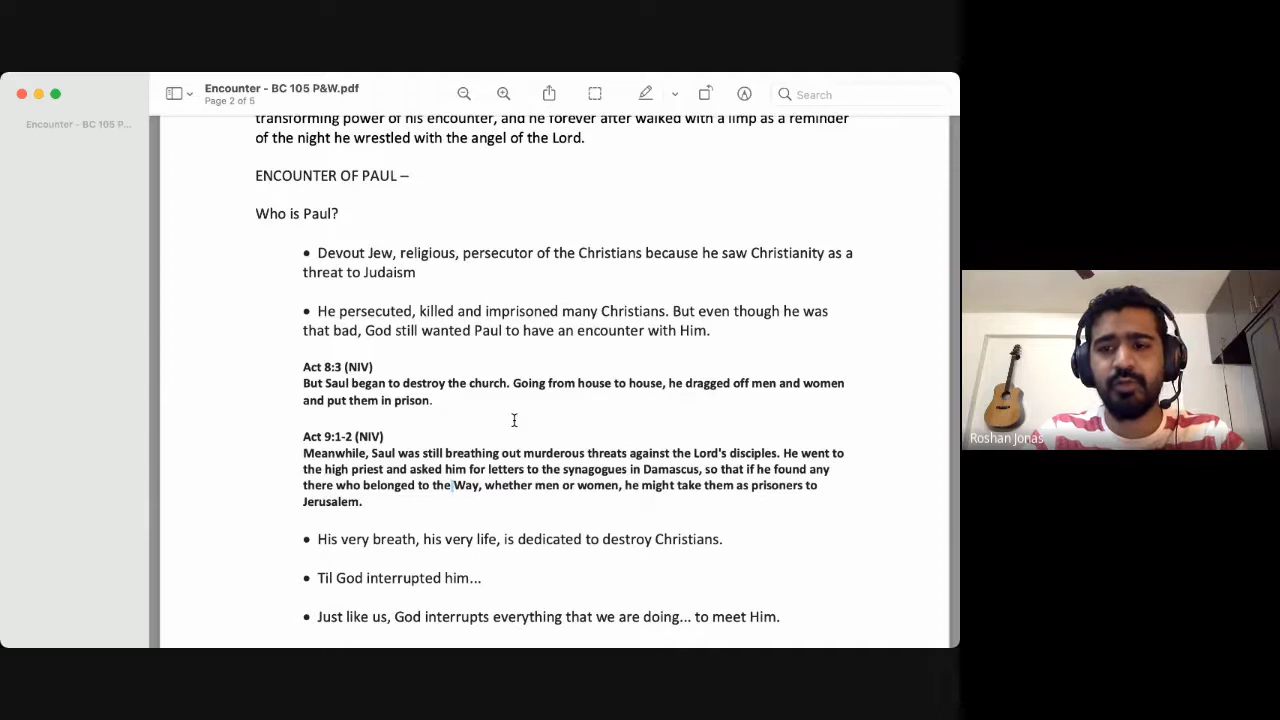 Encounter - BC 105 P&W.pdf
Page 2 of 5
Search
Encounter - BC 105 P...
transforming power of his encounter, and he forever after walked with a limp as a reminder
of the night he wrestled with the angel of the Lord.
ENCOUNTER OF PAUL –
Who is Paul?
• Devout Jew, religious, persecutor of the Christians because he saw Christianity as a
threat to Judaism
• He persecuted, killed and imprisoned many Christians. But even though he was
that bad, God still wanted Paul to have an encounter with Him.
Act 8:3 (NIV)
But Saul began to destroy the church. Going from house to house, he dragged off men and women
and put them in prison.
Act 9:1-2 (NIV)
Meanwhile, Saul was still breathing out murderous threats against the Lord's disciples. He went to
the high priest and asked him for letters to the synagogues in Damascus, so that if he found any
there who belonged to the Way, whether men or women, he might take them as prisoners to
Jerusalem.
• His very breath, his very life, is dedicated to destroy Christians.
• Til God interrupted him...
• Just like us, God interrupts everything that we are doing... to meet Him.
Roshan Jonas